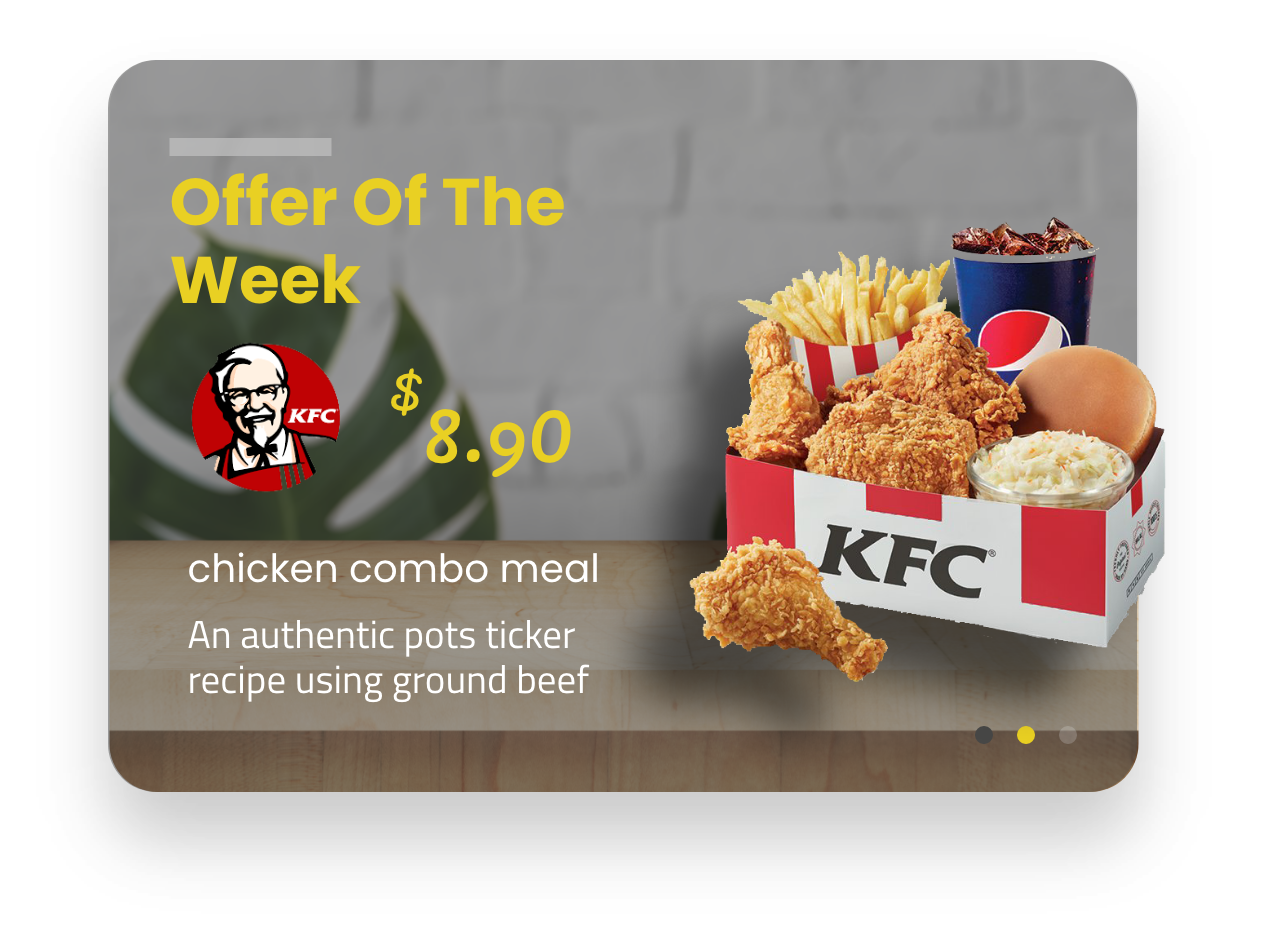 Offer Of The
Week
KFC
$8.90
chicken combo meal
An authentic pots ticker
recipe using ground beef
KFC®